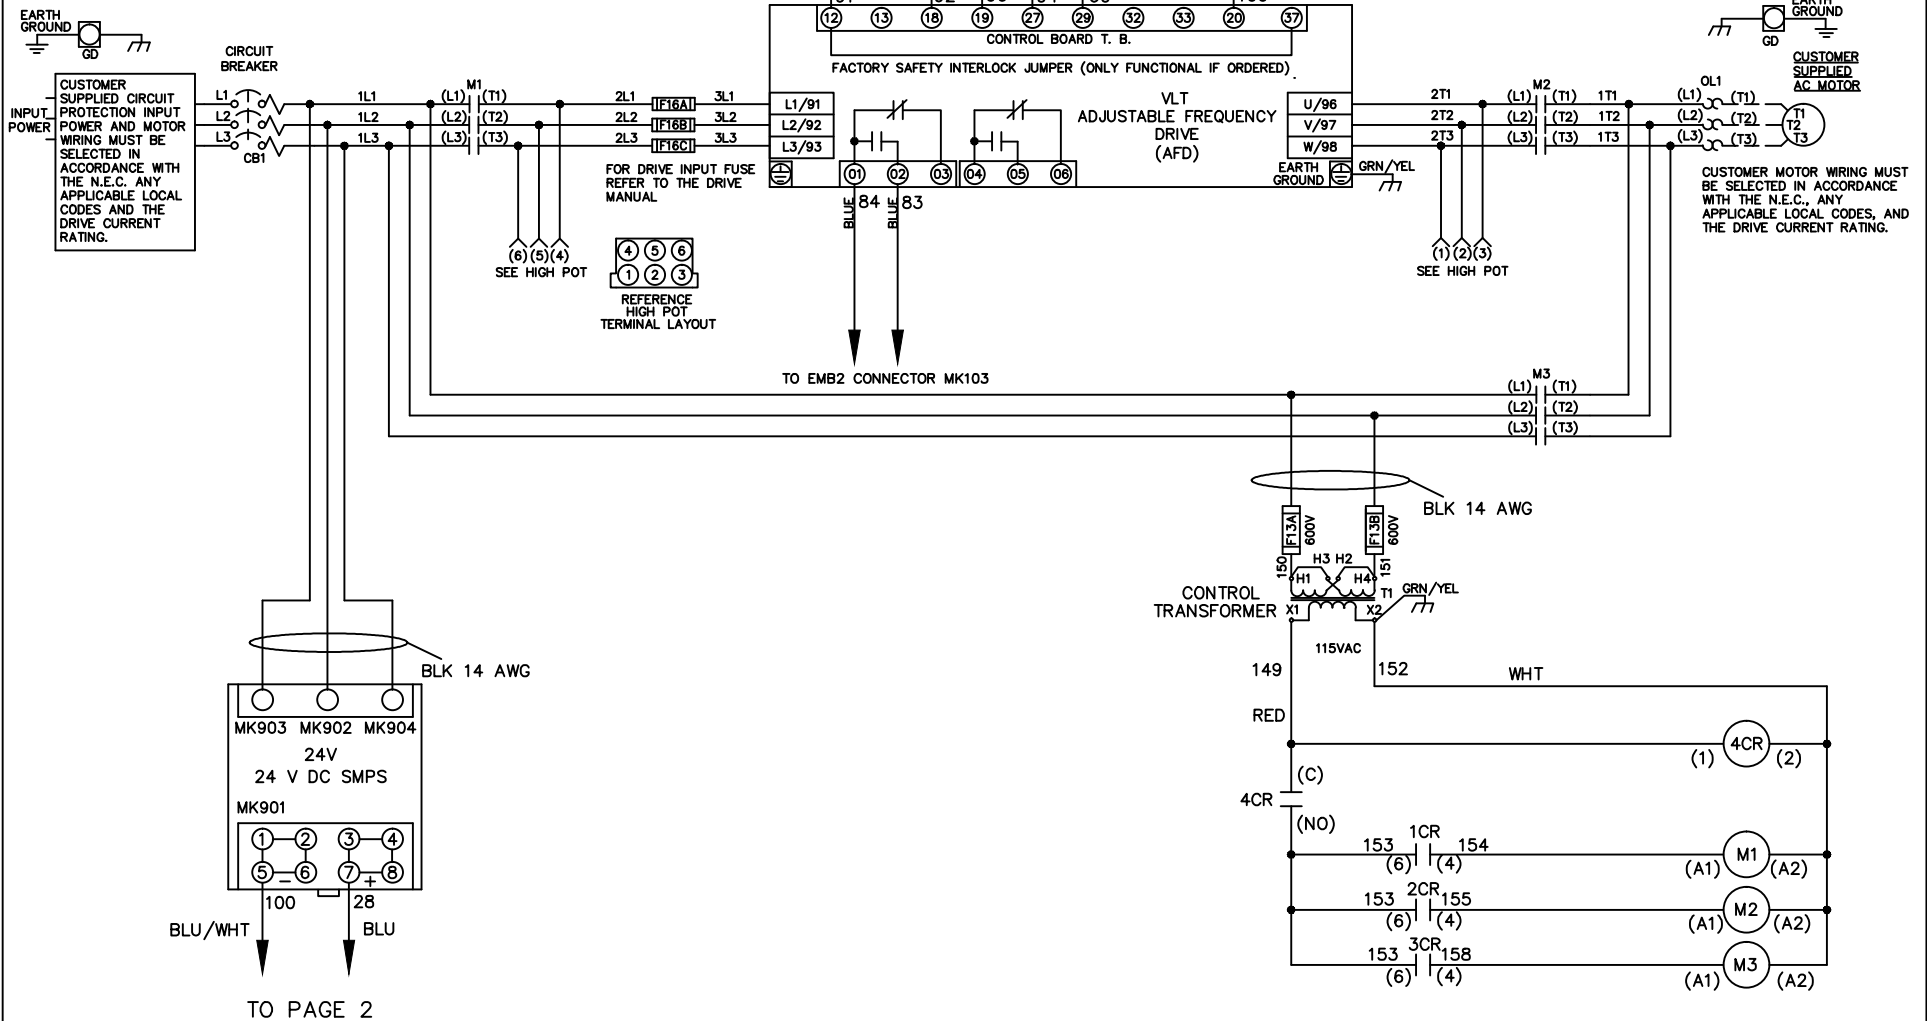 EARTH
GROUND
GD
CIRCUIT
BREAKER
INPUT
POWER
CUSTOMER
SUPPLIED CIRCUIT
PROTECTION INPUT
POWER AND MOTOR
WIRING MUST BE
SELECTED IN
ACCORDANCE WITH
THE N.E.C. ANY
APPLICABLE LOCAL
CODES AND THE
DRIVE CURRENT
RATING.
L1
L2
L3
CB1
1L1
1L2
1L3
M1
(L1) (T1)
(L2) (T2)
(L3) (T3)
2L1 F16A 3L1
2L2 F16B 3L2
2L3 F16C 3L3
(6) (5) (4)
SEE HIGH POT
FOR DRIVE INPUT FUSE
REFER TO THE DRIVE
MANUAL
4 5 6
1 2 3
REFERENCE
HIGH POT
TERMINAL LAYOUT
12 13 18 19 27 29 32 33 20 37
CONTROL BOARD T. B.
FACTORY SAFETY INTERLOCK JUMPER (ONLY FUNCTIONAL IF ORDERED)
L1/91
L2/92
L3/93
VLT
ADJUSTABLE FREQUENCY
DRIVE
(AFD)
U/96
V/97
W/98
EARTH
GROUND
GRN/YEL
01 02 03 04 05 06
BLUE 84 BLUE 83
TO EMB2 CONNECTOR MK103
2T1
2T2
2T3
(1) (2) (3)
SEE HIGH POT
M2
(L1) (T1) 1T1
(L2) (T2) 1T2
(L3) (T3) 1T3
EARTH
GROUND
GD
CUSTOMER
SUPPLIED
AC MOTOR
OL1
(L1) (T1)
(L2) (T2)
(L3) (T3)
T1
T2
T3
CUSTOMER MOTOR WIRING MUST
BE SELECTED IN ACCORDANCE
WITH THE N.E.C., ANY
APPLICABLE LOCAL CODES, AND
THE DRIVE CURRENT RATING.
M3
(L1) (T1)
(L2) (T2)
(L3) (T3)
BLK 14 AWG
F13A 600V
F13B 600V
150 151
H3 H2
H1 H4
T1
GRN/YEL
CONTROL
TRANSFORMER
X1 X2
115VAC
149 152
WHT
RED
(1) 4CR (2)
(C)
4CR
(NO)
1CR
153 154
(6) (4)
(A1) M1 (A2)
2CR
153 155
(6) (4)
(A1) M2 (A2)
3CR
153 158
(6) (4)
(A1) M3 (A2)
BLK 14 AWG
MK903 MK902 MK904
24V
24 V DC SMPS
MK901
1 2 3 4
5 6 7 8
− +
100 28
BLU/WHT BLU
TO PAGE 2